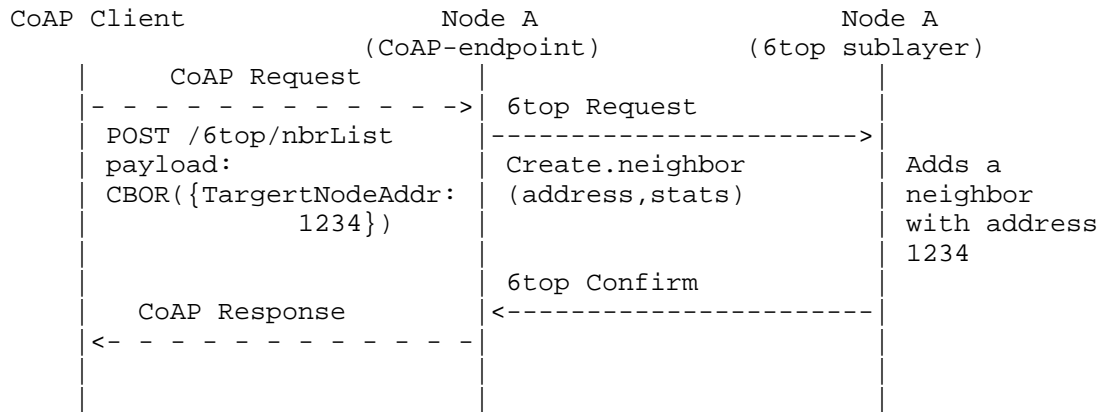 CoAP Client Node A Node A
(CoAP-endpoint) (6top sublayer)
CoAP Request
6top Request
POST /6top/nbrList
payload: Create.neighbor Adds a
CBOR({TargertNodeAddr: (address,stats) neighbor
1234}) with address
1234
6top Confirm
CoAP Response